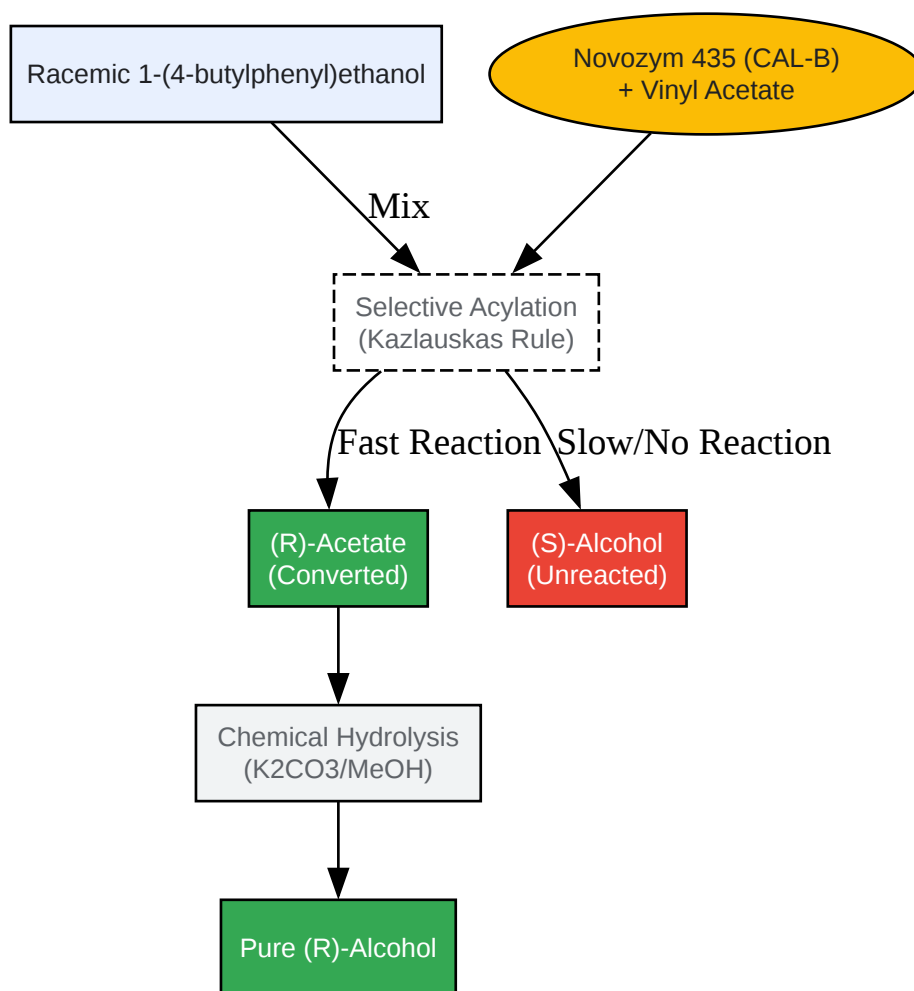 Racemic 1-(4-butylphenyl)ethanol
Novozym 435 (CAL-B)
+ Vinyl Acetate
Mix
Selective Acylation
(Kazlauskas Rule)
Fast Reaction
Slow/No Reaction
(R)-Acetate
(Converted)
(S)-Alcohol
(Unreacted)
Chemical Hydrolysis
(K2CO3/MeOH)
Pure (R)-Alcohol